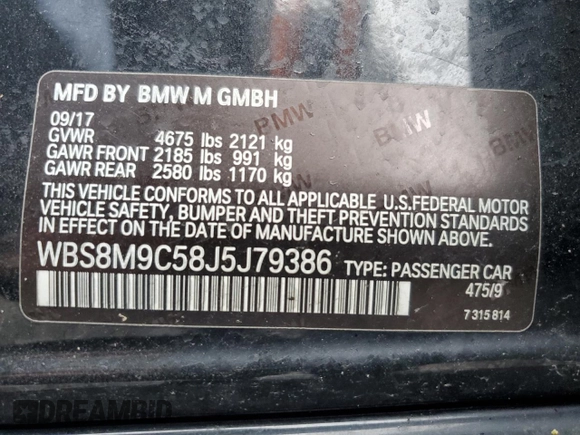 MFD BY BMW M GMBH
09/17
GVWR 4675 lbs 2121 kg
GAWR FRONT 2185 lbs 991 kg
GAWR REAR 2580 lbs 1170 kg
THIS VEHICLE CONFORMS TO ALL APPLICABLE U.S.FEDERAL MOTOR
VEHICLE SAFETY, BUMPER AND THEFT PREVENTION STANDARDS
IN EFFECT ON THE DATE OF MANUFACTURE SHOWN ABOVE.
WBS8M9C58J5J79386 TYPE: PASSENGER CAR
475/9
7 315 814
DREAMBID